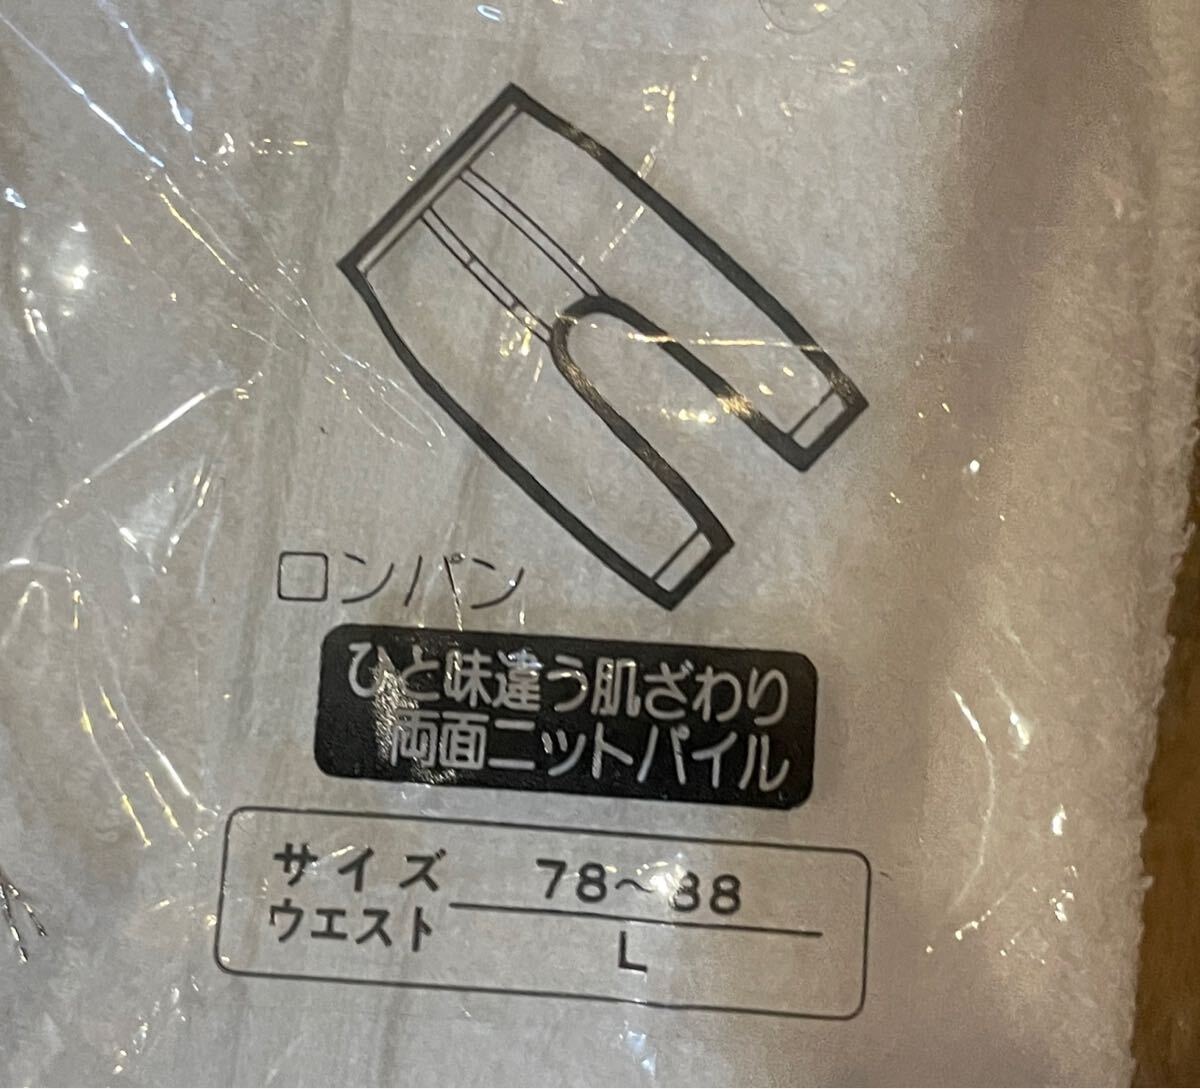 ロンパン
ひと味違う肌ざわり
両面ニットパイル
サイズ 78～88
ウエスト L